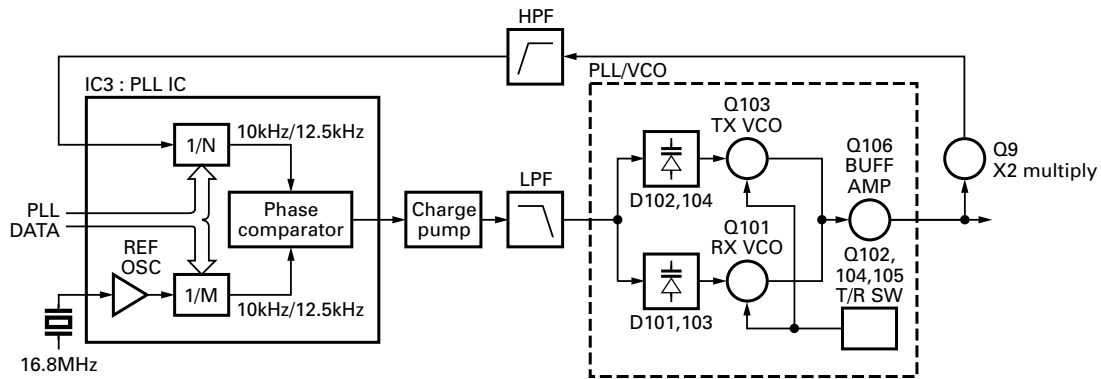 HPF
PLL/VCO
IC3 : PLL IC
1/N
10kHz/12.5kHz
PLL
DATA
REF
OSC
1/M
10kHz/12.5kHz
16.8MHz
Phase
comparator
Charge
pump
LPF
D102,104
Q103
TX VCO
D101,103
Q101
RX VCO
Q106
BUFF
AMP
Q102,
104,105
T/R SW
Q9
X2 multiply